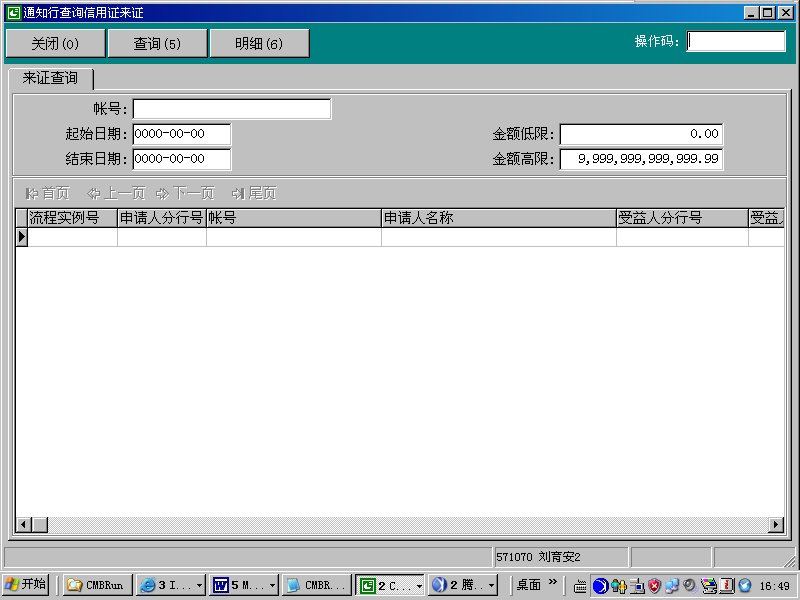 通知行查询信用证来证
关闭(0) 查询(5) 明细(6) 操作码:
来证查询
帐号:
起始日期: 0000-00-00 金额低限: 0.00
结束日期: 0000-00-00 金额高限: 9,999,999,999,999.99
首页 上一页 下一页 尾页
流程实例号 申请人分行号 帐号 申请人名称 受益人分行号 受益人
571070 刘育安2
开始 CMBRun 3 I... 5 M... CMBR... 2 C... 2 腾... 桌面 » 16:49